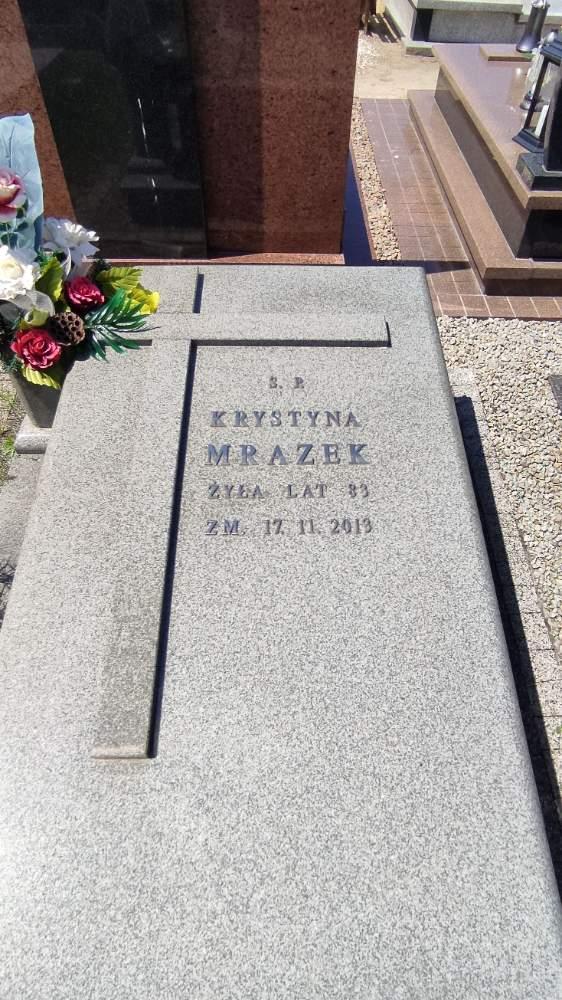 Ś. P.
KRYSTYNA
MRAZEK
ŻYŁA LAT 83
ZM. 17. 11. 2013